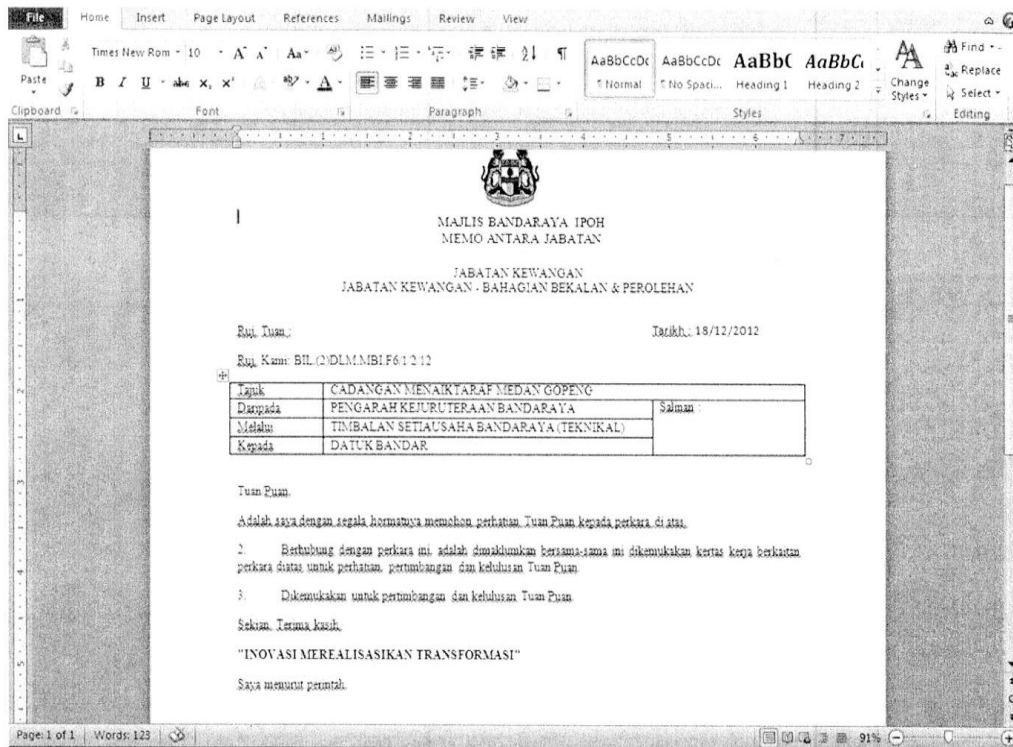 File Home Insert Page Layout References Mailings Review View
Times New Rom 10 A A Aa
AaBbCcDc AaBbCcDc AaBbC AaBbCc
Paste B I U abe x, x² A
¶ Normal ¶ No Spaci... Heading 1 Heading 2 Change Styles
Find
Replace
Select
Clipboard Font Paragraph Styles Editing
MAJLIS BANDARAYA IPOH
MEMO ANTARA JABATAN
JABATAN KEWANGAN
JABATAN KEWANGAN - BAHAGIAN BEKALAN & PEROLEHAN
Ruj. Tuan : Tarikh : 18/12/2012
Ruj. Kami: BIL.(2)DLM.MBI.F6/1/2/12
Tajuk CADANGAN MENAIKTARAF MEDAN GOPENG
Daripada PENGARAH KEJURUTERAAN BANDARAYA Salinan :
Melalui TIMBALAN SETIAUSAHA BANDARAYA (TEKNIKAL)
Kepada DATUK BANDAR
Tuan/Puan,
Adalah saya dengan segala hormatnya memohon perhatian Tuan/Puan kepada perkara di atas.
2. Berhubung dengan perkara ini, adalah dimaklumkan bersama-sama ini dikemukakan kertas kerja berkaitan
perkara diatas untuk perhatian, pertimbangan dan kelulusan Tuan/Puan.
3. Dikemukakan untuk pertimbangan dan kelulusan Tuan/Puan.
Sekian, Terima kasih.
"INOVASI MEREALISASIKAN TRANSFORMASI"
Saya menurut perintah,
Page: 1 of 1 Words: 123 91%